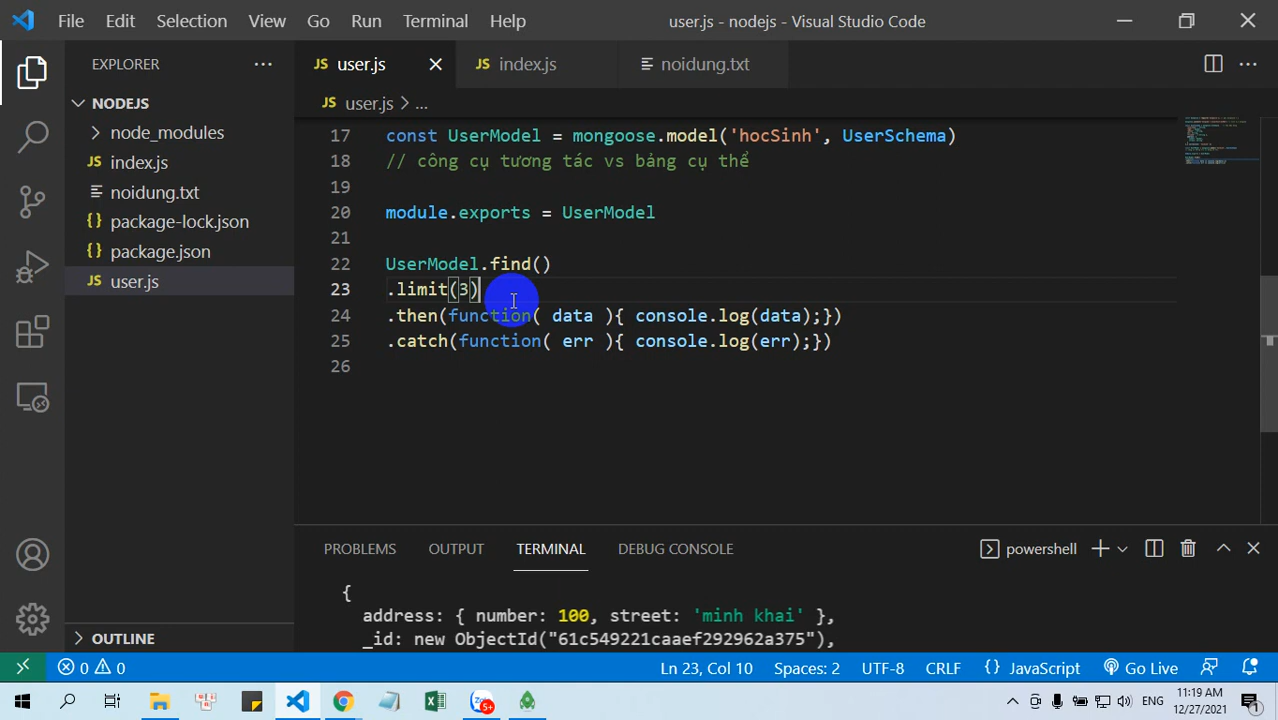 File Edit Selection View Go Run Terminal Help user.js - nodejs - Visual Studio Code
EXPLORER
user.js
index.js
noidung.txt
NODEJS
node_modules
index.js
noidung.txt
package-lock.json
package.json
user.js
OUTLINE
user.js > ...
17 const UserModel = mongoose.model('hocSinh', UserSchema)
18 // công cụ tương tác vs bảng cụ thể
19
20 module.exports = UserModel
21
22 UserModel.find()
23 .limit(3)
24 .then(function( data ){ console.log(data);})
25 .catch(function( err ){ console.log(err);})
26
PROBLEMS OUTPUT TERMINAL DEBUG CONSOLE powershell
{
address: { number: 100, street: 'minh khai' },
_id: new ObjectId("61c549221caaef292962a375"),
0 0 Ln 23, Col 10 Spaces: 2 UTF-8 CRLF {} JavaScript Go Live
Zalo 5+ ENG 11:19 AM
12/27/2021 1